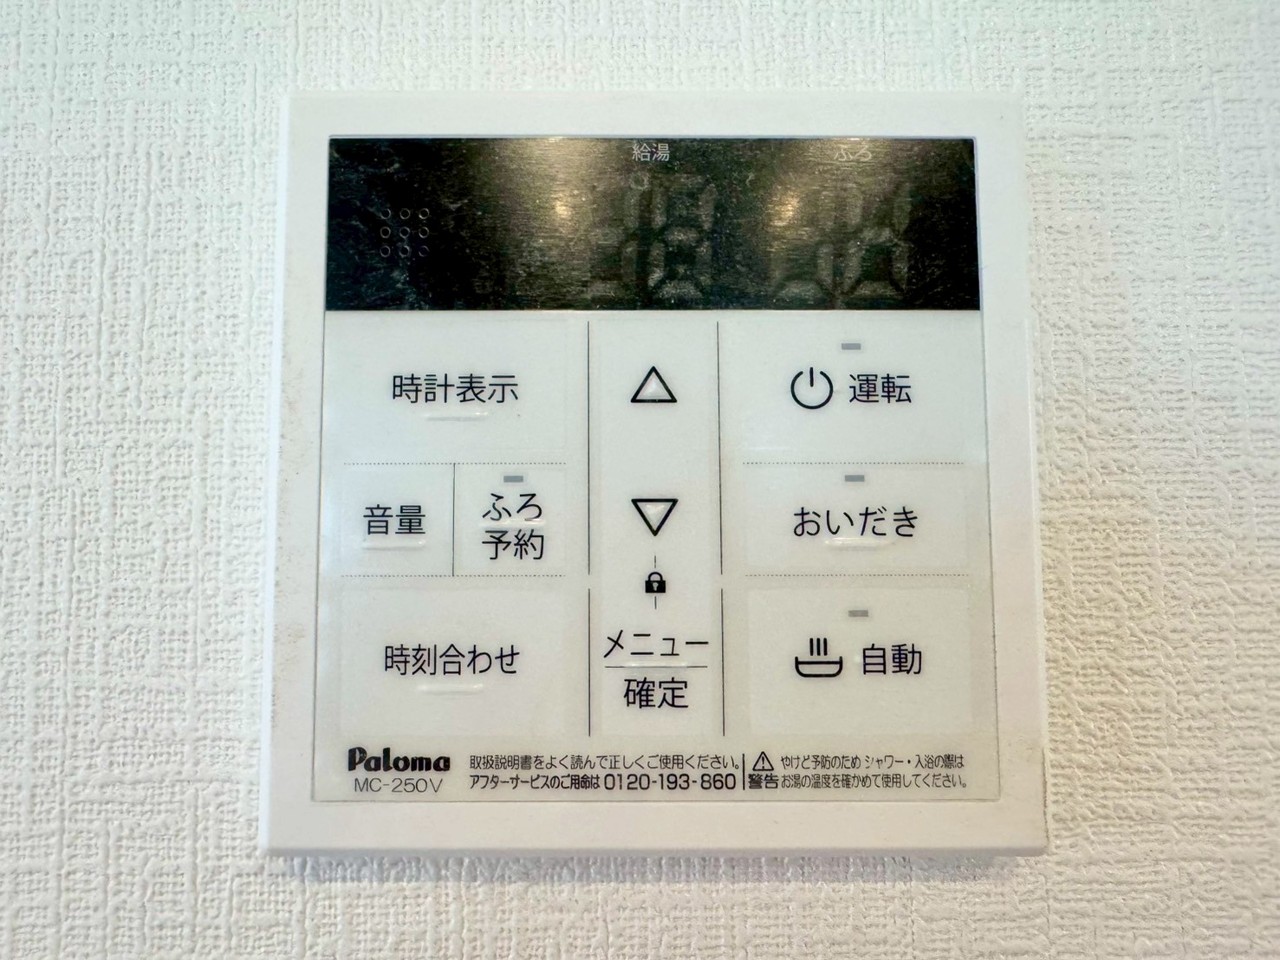 給湯 ふろ
時計表示
運転
音量
ふろ
予約
おいだき
時刻合わせ
メニュー
確定
自動
Paloma
MC-250V
取扱説明書をよく読んで正しくご使用ください。
アフターサービスのご用命は 0120-193-860
警告
やけど予防のため シャワー・入浴の際は
お湯の温度を確かめて使用してください。